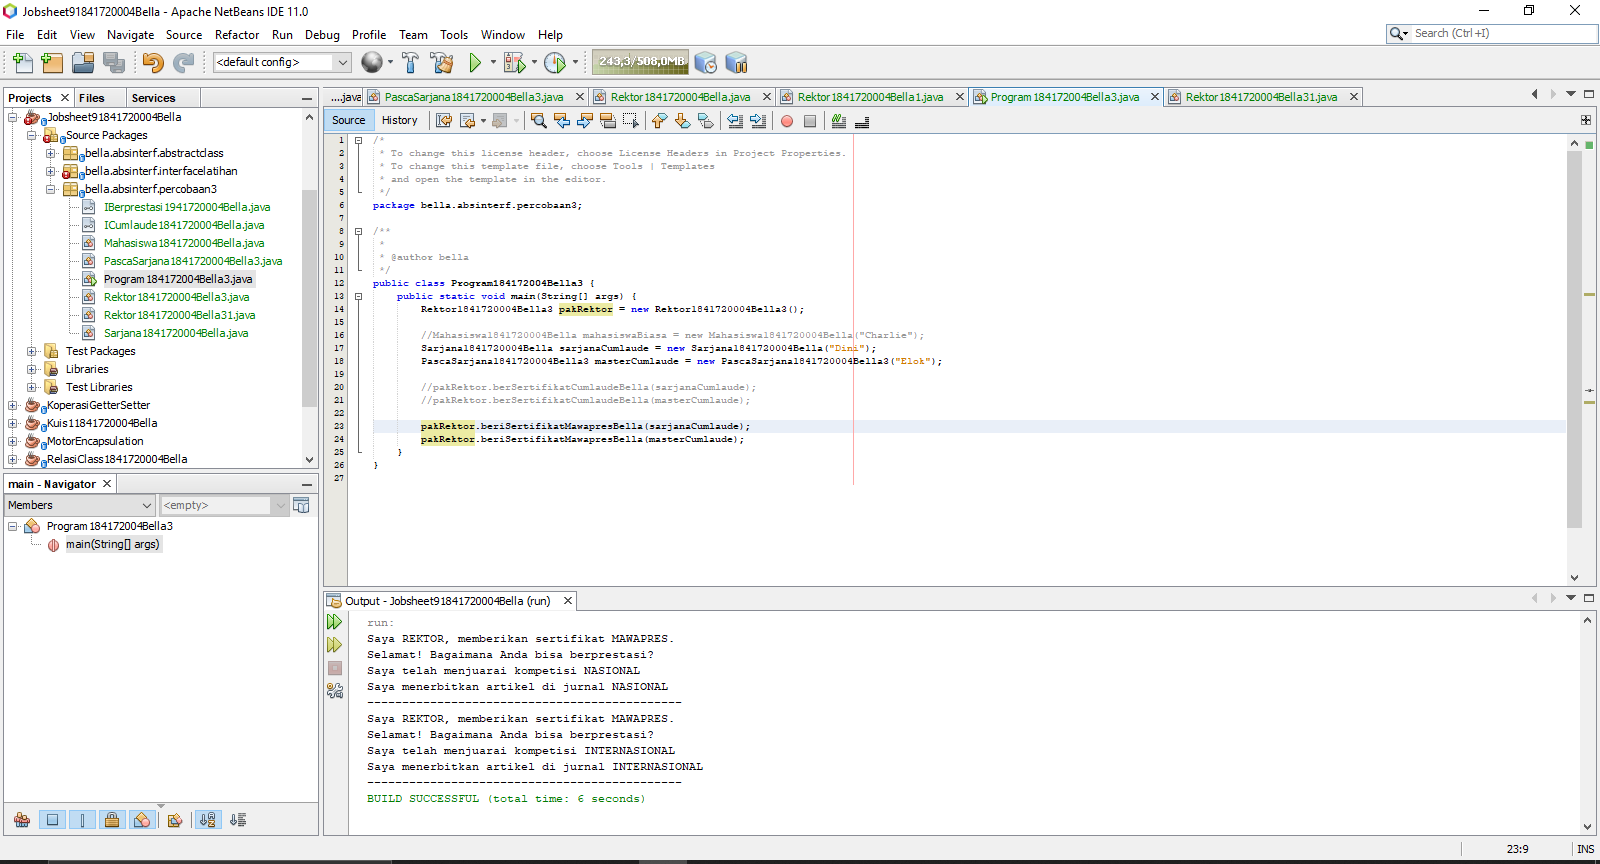 Jobsheet91841720004Bella - Apache NetBeans IDE 11.0
File Edit View Navigate Source Refactor Run Debug Profile Team Tools Window Help
Search (Ctrl+I)
<default config>
243,3/508,0MB
Projects
Files
Services
Jobsheet91841720004Bella
Source Packages
bella.absinterf.abstractclass
bella.absinterf.interfacelatihan
bella.absinterf.percobaan3
IBerprestasi1941720004Bella.java
ICumlaude1841720004Bella.java
Mahasiswa1841720004Bella.java
PascaSarjana1841720004Bella3.java
Program184172004Bella3.java
Rektor1841720004Bella3.java
Rektor1841720004Bella31.java
Sarjana1841720004Bella.java
Test Packages
Libraries
Test Libraries
KoperasiGetterSetter
Kuis11841720004Bella
MotorEncapsulation
RelasiClass1841720004Bella
main - Navigator
Members
<empty>
Program184172004Bella3
main(String[] args)
....java PascaSarjana1841720004Bella3.java Rektor1841720004Bella.java Rektor1841720004Bella1.java Program184172004Bella3.java Rektor1841720004Bella31.java
Source History
1 /*
2 * To change this license header, choose License Headers in Project Properties.
3 * To change this template file, choose Tools | Templates
4 * and open the template in the editor.
5 */
6 package bella.absinterf.percobaan3;
7
8 /**
9 *
10 * @author bella
11 */
12 public class Program184172004Bella3 {
13 public static void main(String[] args) {
14 Rektor1841720004Bella3 pakRektor = new Rektor1841720004Bella3();
15
16 //Mahasiswa1841720004Bella mahasiswaBiasa = new Mahasiswa1841720004Bella("Charlie");
17 Sarjana1841720004Bella sarjanaCumlaude = new Sarjana1841720004Bella("Dini");
18 PascaSarjana1841720004Bella3 masterCumlaude = new PascaSarjana1841720004Bella3("Elok");
19
20 //pakRektor.berSertifikatCumlaudeBella(sarjanaCumlaude);
21 //pakRektor.berSertifikatCumlaudeBella(masterCumlaude);
22
23 pakRektor.beriSertifikatMawapresBella(sarjanaCumlaude);
24 pakRektor.beriSertifikatMawapresBella(masterCumlaude);
25 }
26 }
27
Output - Jobsheet91841720004Bella (run)
run:
Saya REKTOR, memberikan sertifikat MAWAPRES.
Selamat! Bagaimana Anda bisa berprestasi?
Saya telah menjuarai kompetisi NASIONAL
Saya menerbitkan artikel di jurnal NASIONAL
---------------------------------------------
Saya REKTOR, memberikan sertifikat MAWAPRES.
Selamat! Bagaimana Anda bisa berprestasi?
Saya telah menjuarai kompetisi INTERNASIONAL
Saya menerbitkan artikel di jurnal INTERNASIONAL
---------------------------------------------
BUILD SUCCESSFUL (total time: 6 seconds)
23:9 INS